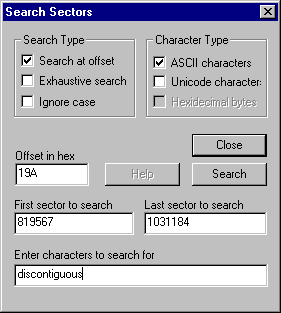 Search Sectors
Search Type
Search at offset
Exhaustive search
Ignore case
Character Type
ASCII characters
Unicode character:
Hexidecimal bytes
Close
Offset in hex
19A
Help
Search
First sector to search
Last sector to search
819567
1031184
Enter characters to search for
discontiguous